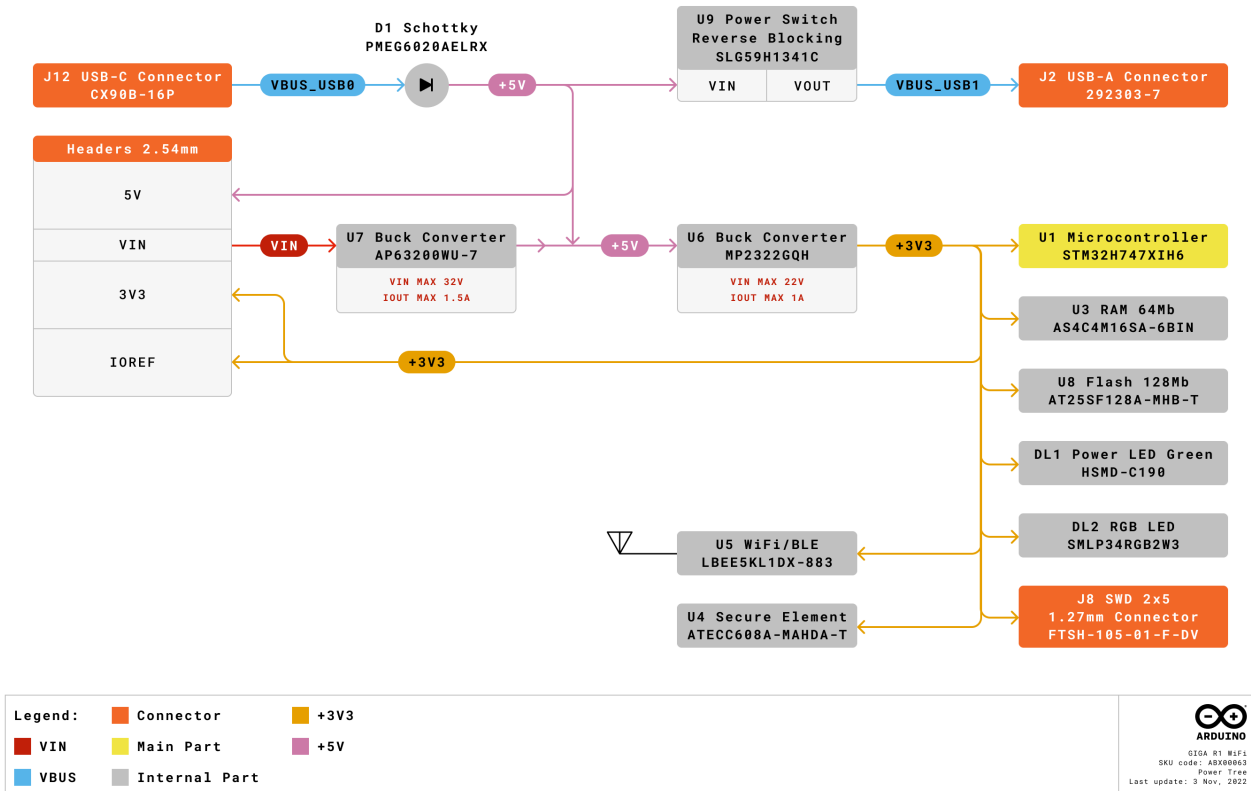 D1 Schottky
PMEG6020AELRX
U9 Power Switch
Reverse Blocking
SLG59H1341C
VIN
VOUT
J12 USB-C Connector
CX90B-16P
VBUS_USB0
+5V
VBUS_USB1
J2 USB-A Connector
292303-7
Headers 2.54mm
5V
VIN
3V3
IOREF
VIN
U7 Buck Converter
AP63200WU-7
VIN MAX 32V
IOUT MAX 1.5A
+5V
U6 Buck Converter
MP2322GQH
VIN MAX 22V
IOUT MAX 1A
+3V3
U1 Microcontroller
STM32H747XIH6
U3 RAM 64Mb
AS4C4M16SA-6BIN
+3V3
U8 Flash 128Mb
AT25SF128A-MHB-T
DL1 Power LED Green
HSMD-C190
DL2 RGB LED
SMLP34RGB2W3
U5 WiFi/BLE
LBEE5KL1DX-883
U4 Secure Element
ATECC608A-MAHDA-T
J8 SWD 2x5
1.27mm Connector
FTSH-105-01-F-DV
Legend:
Connector
+3V3
VIN
Main Part
+5V
VBUS
Internal Part
ARDUINO
GIGA R1 WiFi
SKU code: ABX00063
Power Tree
Last update: 3 Nov, 2022